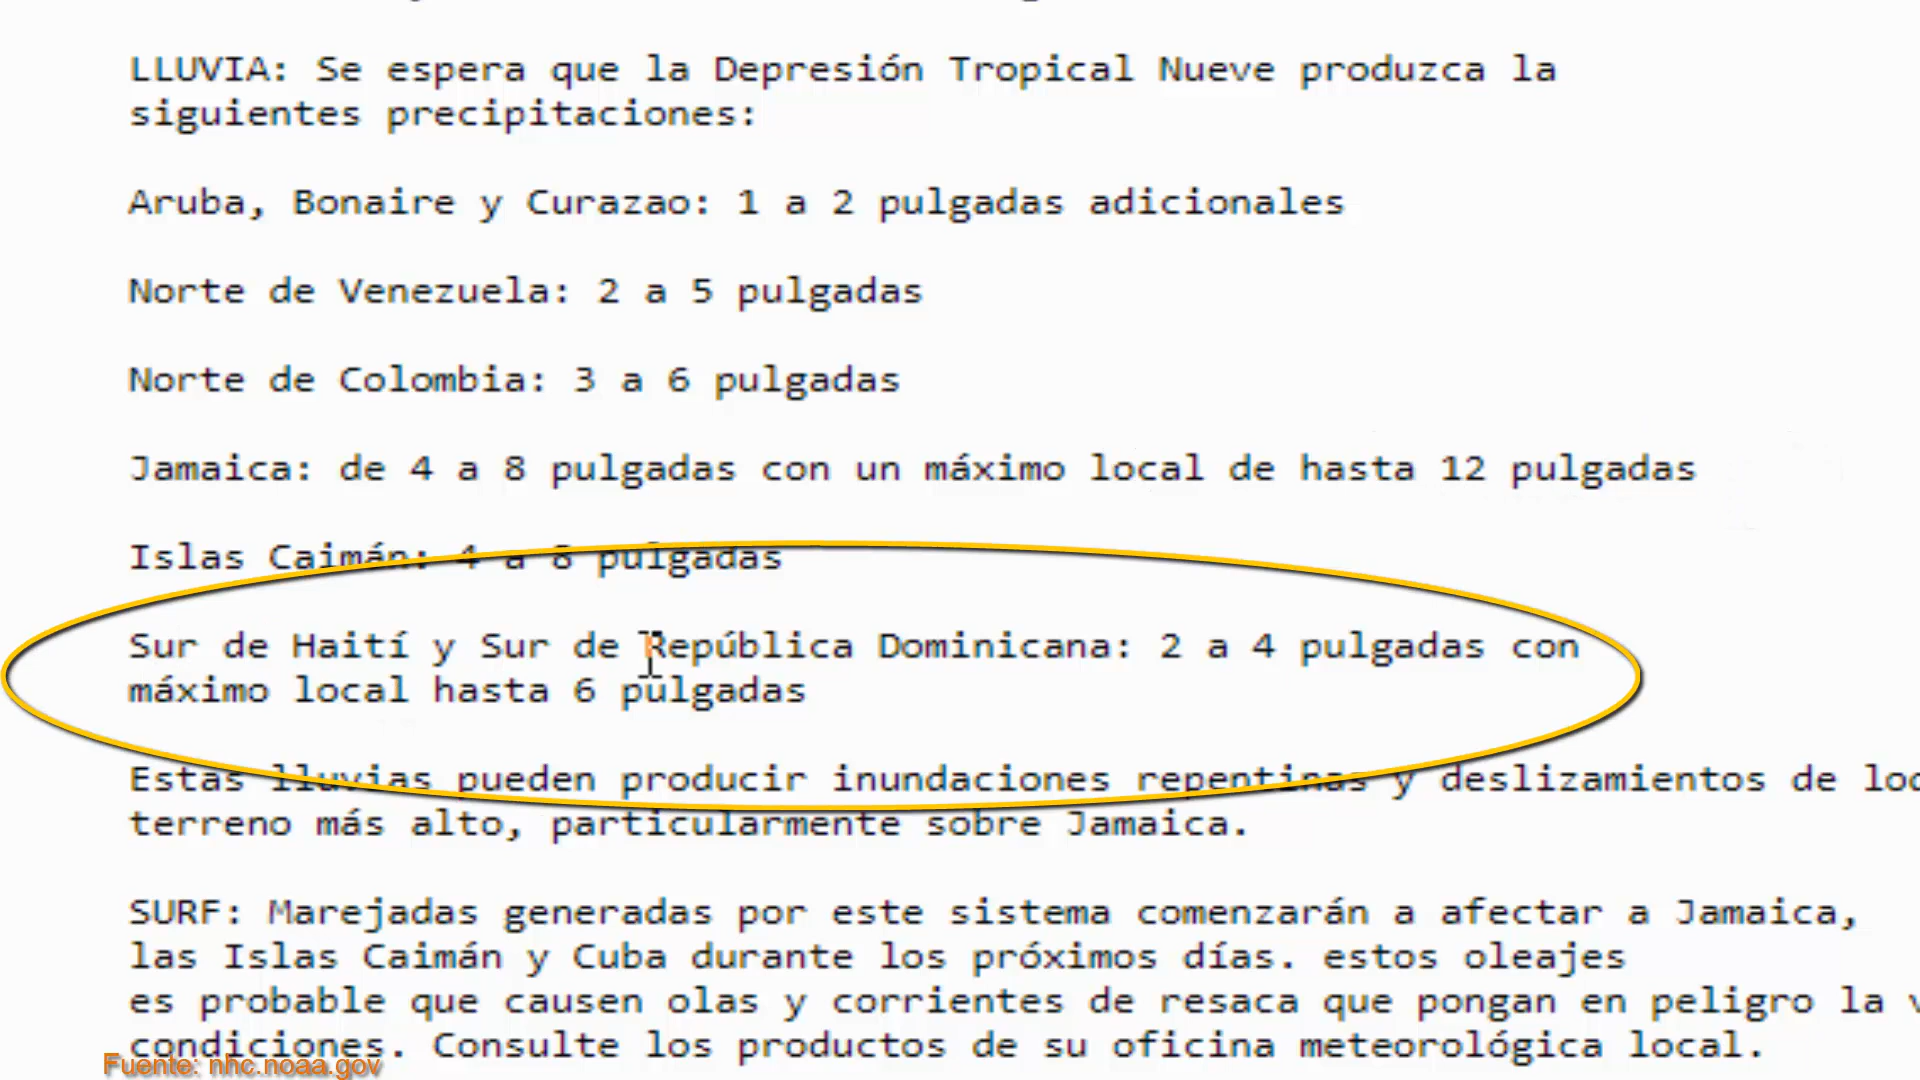 LLUVIA: Se espera que la Depresión Tropical Nueve produzca la
siguientes precipitaciones:
Aruba, Bonaire y Curazao: 1 a 2 pulgadas adicionales
Norte de Venezuela: 2 a 5 pulgadas
Norte de Colombia: 3 a 6 pulgadas
Jamaica: de 4 a 8 pulgadas con un máximo local de hasta 12 pulgadas
Islas Caimán: 4 a 8 pulgadas
Sur de Haití y Sur de República Dominicana: 2 a 4 pulgadas con
máximo local hasta 6 pulgadas
Estas lluvias pueden producir inundaciones repentinas y deslizamientos de
terreno más alto, particularmente sobre Jamaica.
SURF: Marejadas generadas por este sistema comenzarán a afectar a Jamaica,
las Islas Caimán y Cuba durante los próximos días. estos oleajes
es probable que causen olas y corrientes de resaca que pongan en peligro la
condiciones. Consulte los productos de su oficina meteorológica local.
Fuente: nhc.noaa.gov